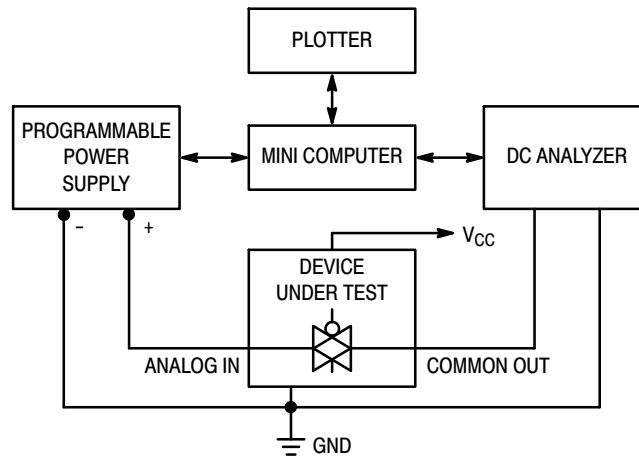 PLOTTER
PROGRAMMABLE
POWER
SUPPLY
MINI COMPUTER
DC ANALYZER
− +
VCC
DEVICE
UNDER TEST
ANALOG IN
COMMON OUT
GND